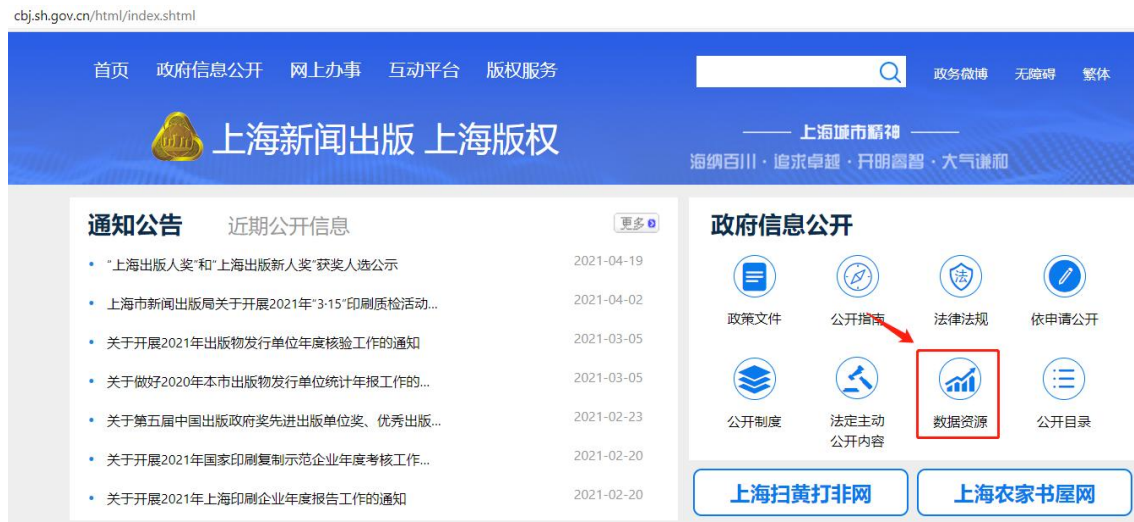 cbj.sh.gov.cn/html/index.shtml
首页 政府信息公开 网上办事 互动平台 版权服务
政务微博 无障碍 繁体
上海新闻出版 上海版权
上海城市精神
海纳百川·追求卓越·开明睿智·大气谦和
通知公告 近期公开信息 更多
“上海出版人奖”和“上海出版新人奖”获奖人选公示 2021-04-19
上海市新闻出版局关于开展2021年“3·15”印刷质检活动... 2021-04-02
关于开展2021年出版物发行单位年度核验工作的通知 2021-03-05
关于做好2020年本市出版物发行单位统计年报工作的... 2021-03-05
关于第五届中国出版政府奖先进出版单位奖、优秀出版... 2021-02-23
关于开展2021年国家印刷复制示范企业年度考核工作... 2021-02-20
关于开展2021年上海印刷企业年度报告工作的通知 2021-02-20
政府信息公开
法
政策文件 公开指南 法律法规 依申请公开
公开制度 法定主动 数据资源 公开目录
公开内容
上海扫黄打非网 上海农家书屋网